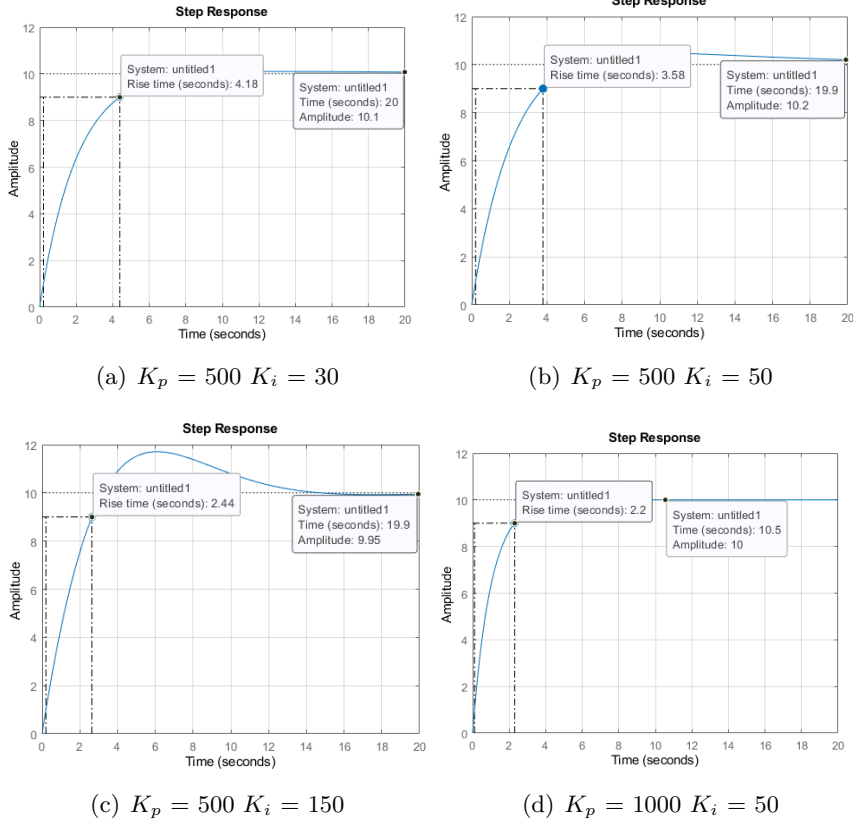 Step Response
12
10
8
6
4
2
0
Amplitude
System: untitled1
Rise time (seconds): 4.18
System: untitled1
Time (seconds): 20
Amplitude: 10.1
0 2 4 6 8 10 12 14 16 18 20
Time (seconds)
(a) K_p = 500 K_i = 30
Step Response
12
10
8
6
4
2
0
Amplitude
System: untitled1
Rise time (seconds): 3.58
System: untitled1
Time (seconds): 19.9
Amplitude: 10.2
0 2 4 6 8 10 12 14 16 18 20
Time (seconds)
(b) K_p = 500 K_i = 50
Step Response
12
10
8
6
4
2
0
Amplitude
System: untitled1
Rise time (seconds): 2.44
System: untitled1
Time (seconds): 19.9
Amplitude: 9.95
0 2 4 6 8 10 12 14 16 18 20
Time (seconds)
(c) K_p = 500 K_i = 150
Step Response
12
10
8
6
4
2
0
Amplitude
System: untitled1
Rise time (seconds): 2.2
System: untitled1
Time (seconds): 10.5
Amplitude: 10
0 2 4 6 8 10 12 14 16 18 20
Time (seconds)
(d) K_p = 1000 K_i = 50